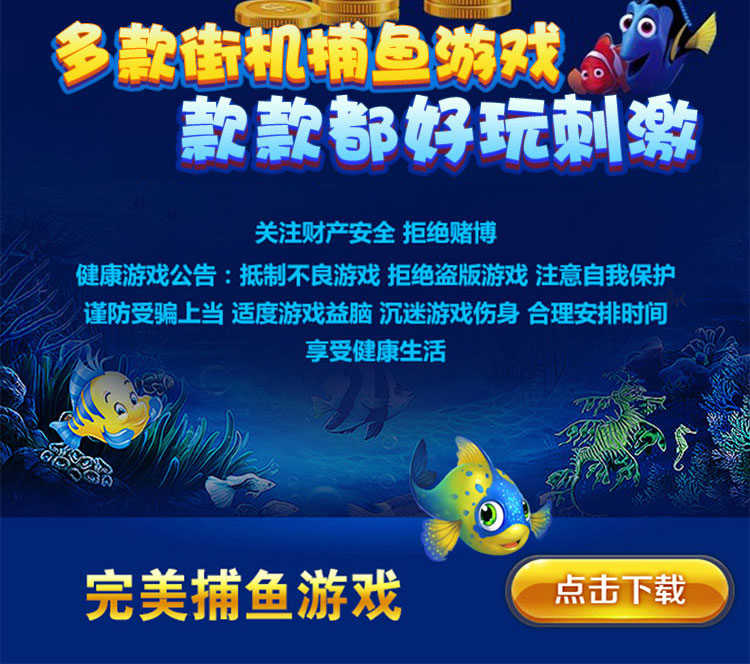 多款街机捕鱼游戏
款款都好玩刺激
关注财产安全 拒绝赌博
健康游戏公告：抵制不良游戏 拒绝盗版游戏 注意自我保护
谨防受骗上当 适度游戏益脑 沉迷游戏伤身 合理安排时间
享受健康生活
完美捕鱼游戏
点击下载